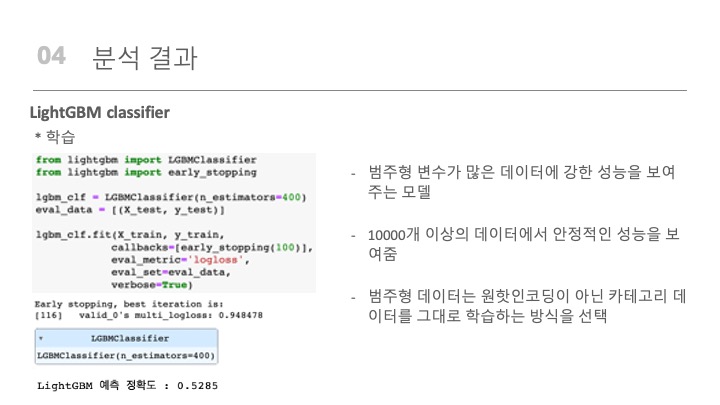 04 분석 결과
LightGBM classifier
* 학습
from lightgbm import LGBMClassifier
from lightgbm import early_stopping
lgbm_clf = LGBMClassifier(n_estimators=400)
eval_data = [(X_test, y_test)]
lgbm_clf.fit(X_train, y_train,
callbacks=[early_stopping(100)],
eval_metric='logloss',
eval_set=eval_data,
verbose=True)
Early stopping, best iteration is:
[116] valid_0's multi_logloss: 0.948478
▾ LGBMClassifier
LGBMClassifier(n_estimators=400)
LightGBM 예측 정확도 : 0.5285
- 범주형 변수가 많은 데이터에 강한 성능을 보여
주는 모델
- 10000개 이상의 데이터에서 안정적인 성능을 보
여줌
- 범주형 데이터는 원핫인코딩이 아닌 카테고리 데
이터를 그대로 학습하는 방식을 선택